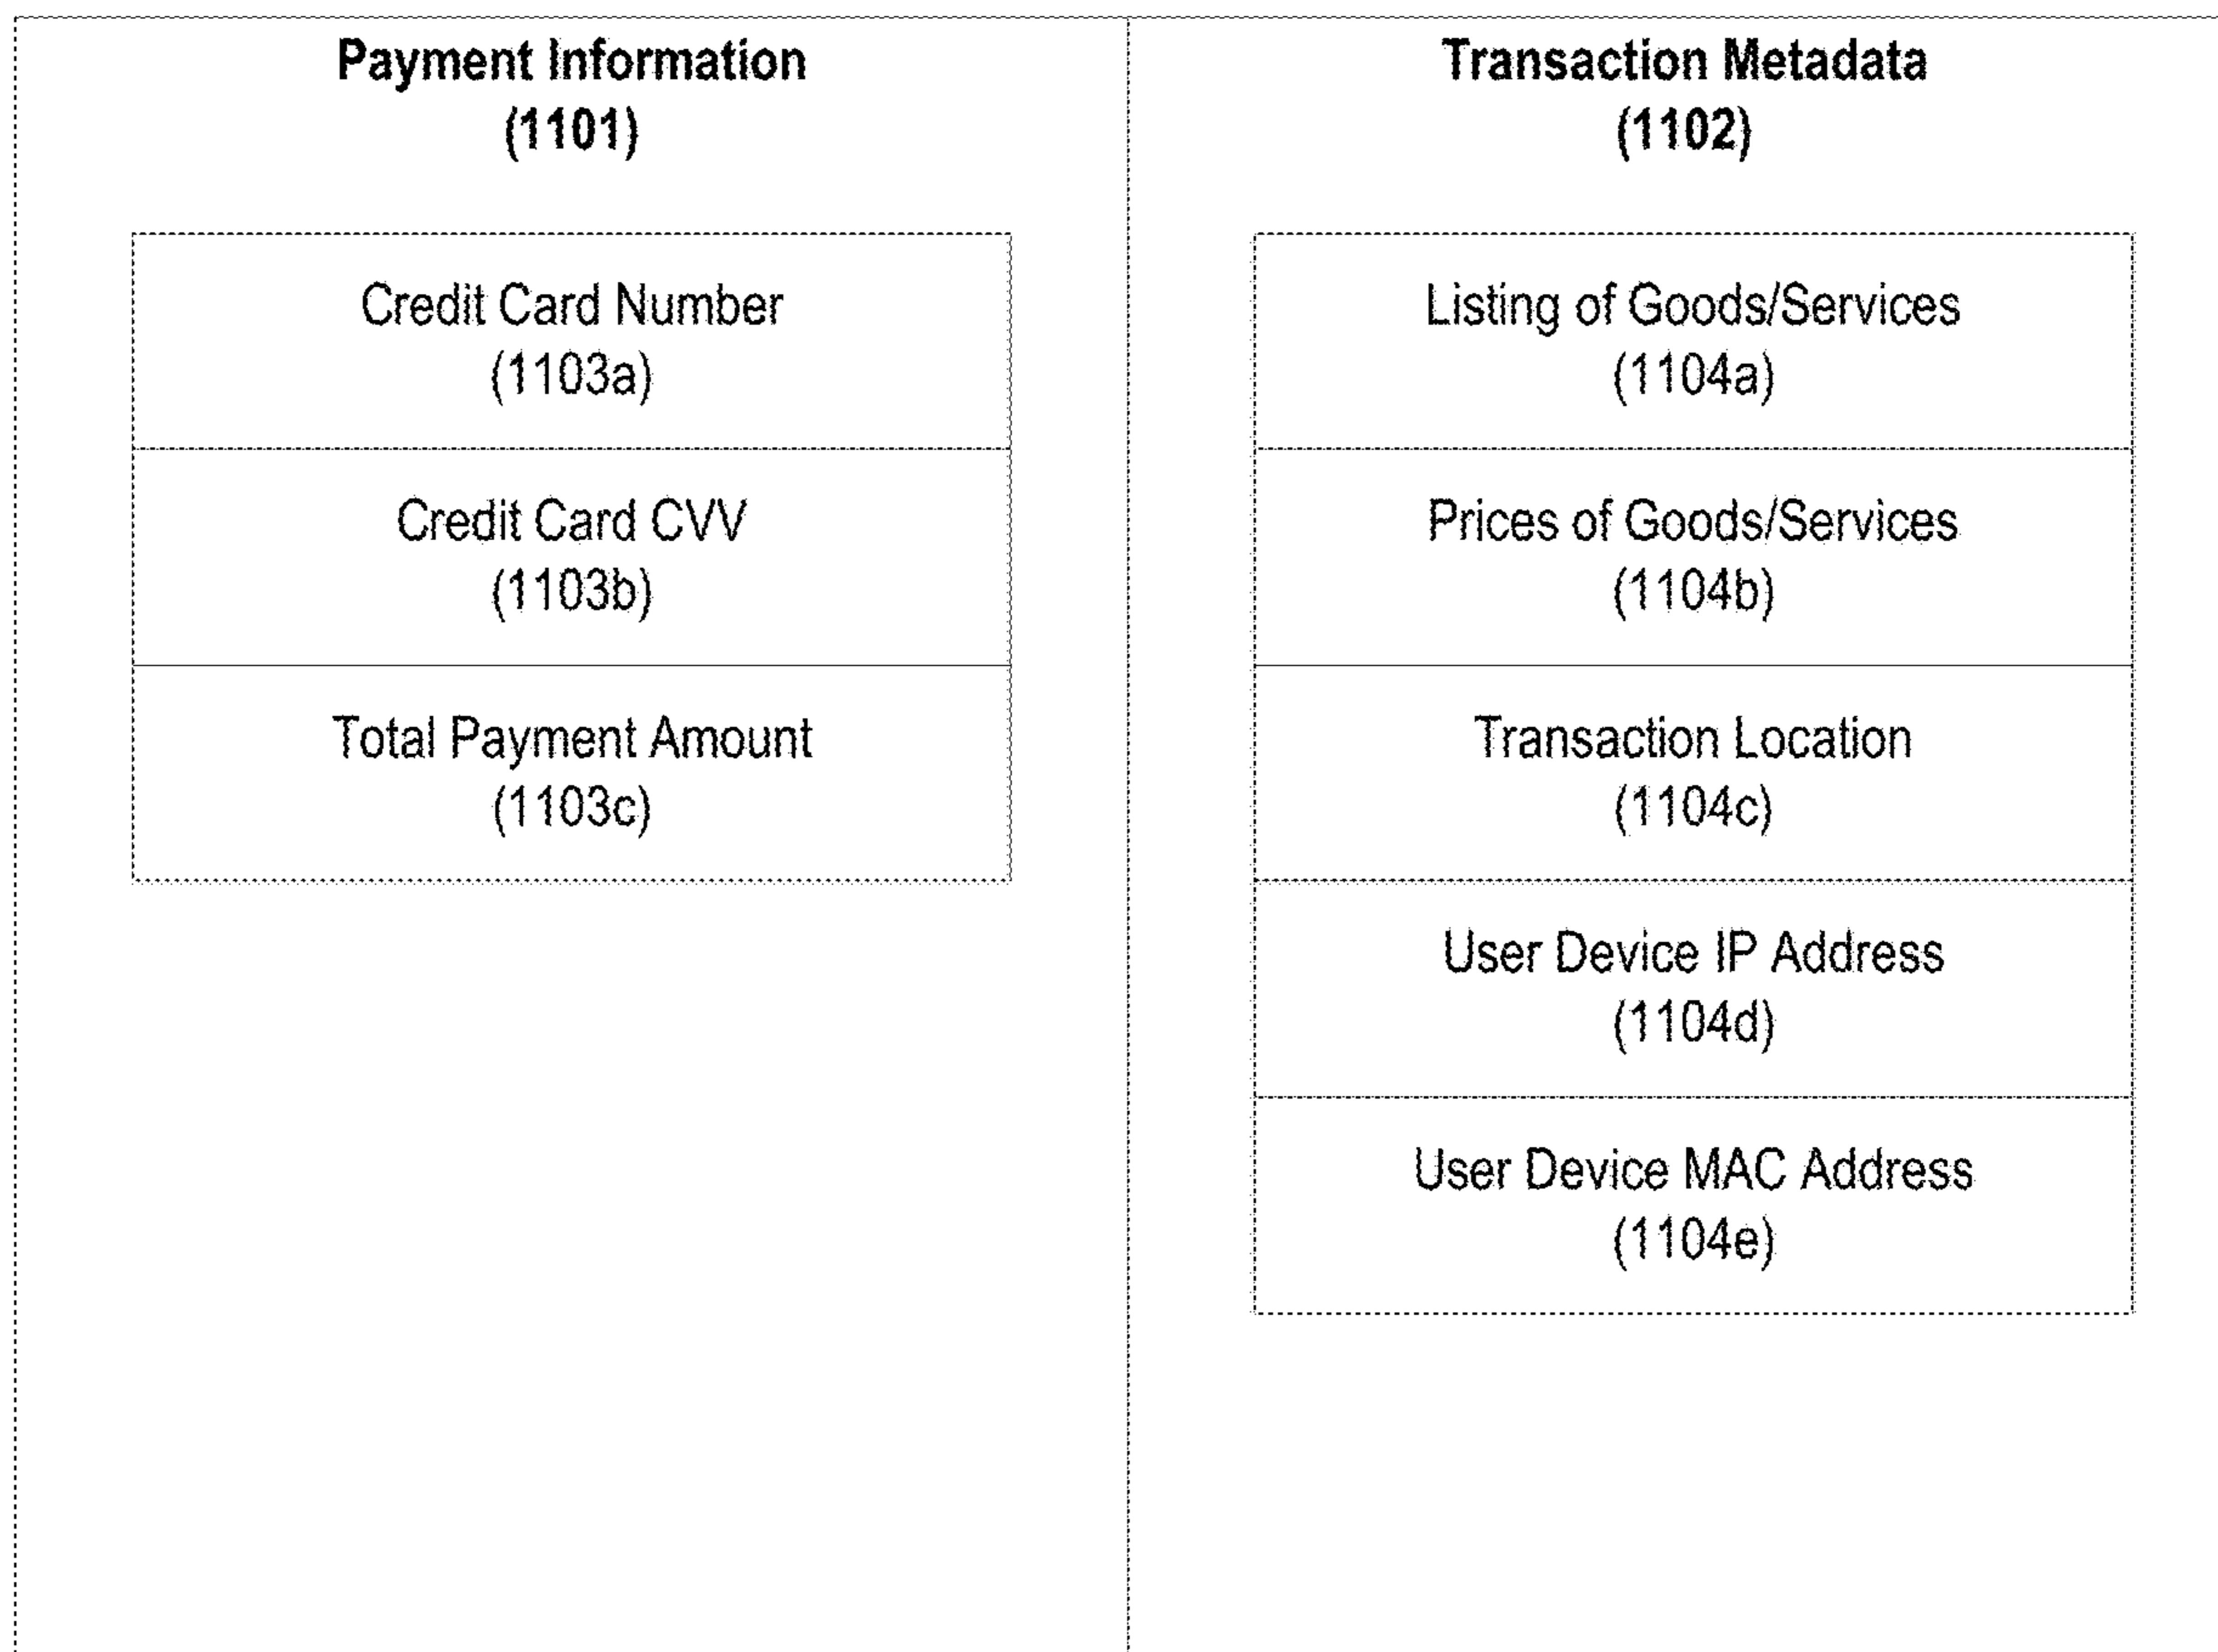 Payment Information
(1101)
Credit Card Number
(1103a)
Credit Card CVV
(1103b)
Total Payment Amount
(1103c)
Transaction Metadata
(1102)
Listing of Goods/Services
(1104a)
Prices of Goods/Services
(1104b)
Transaction Location
(1104c)
User Device IP Address
(1104d)
User Device MAC Address
(1104e)